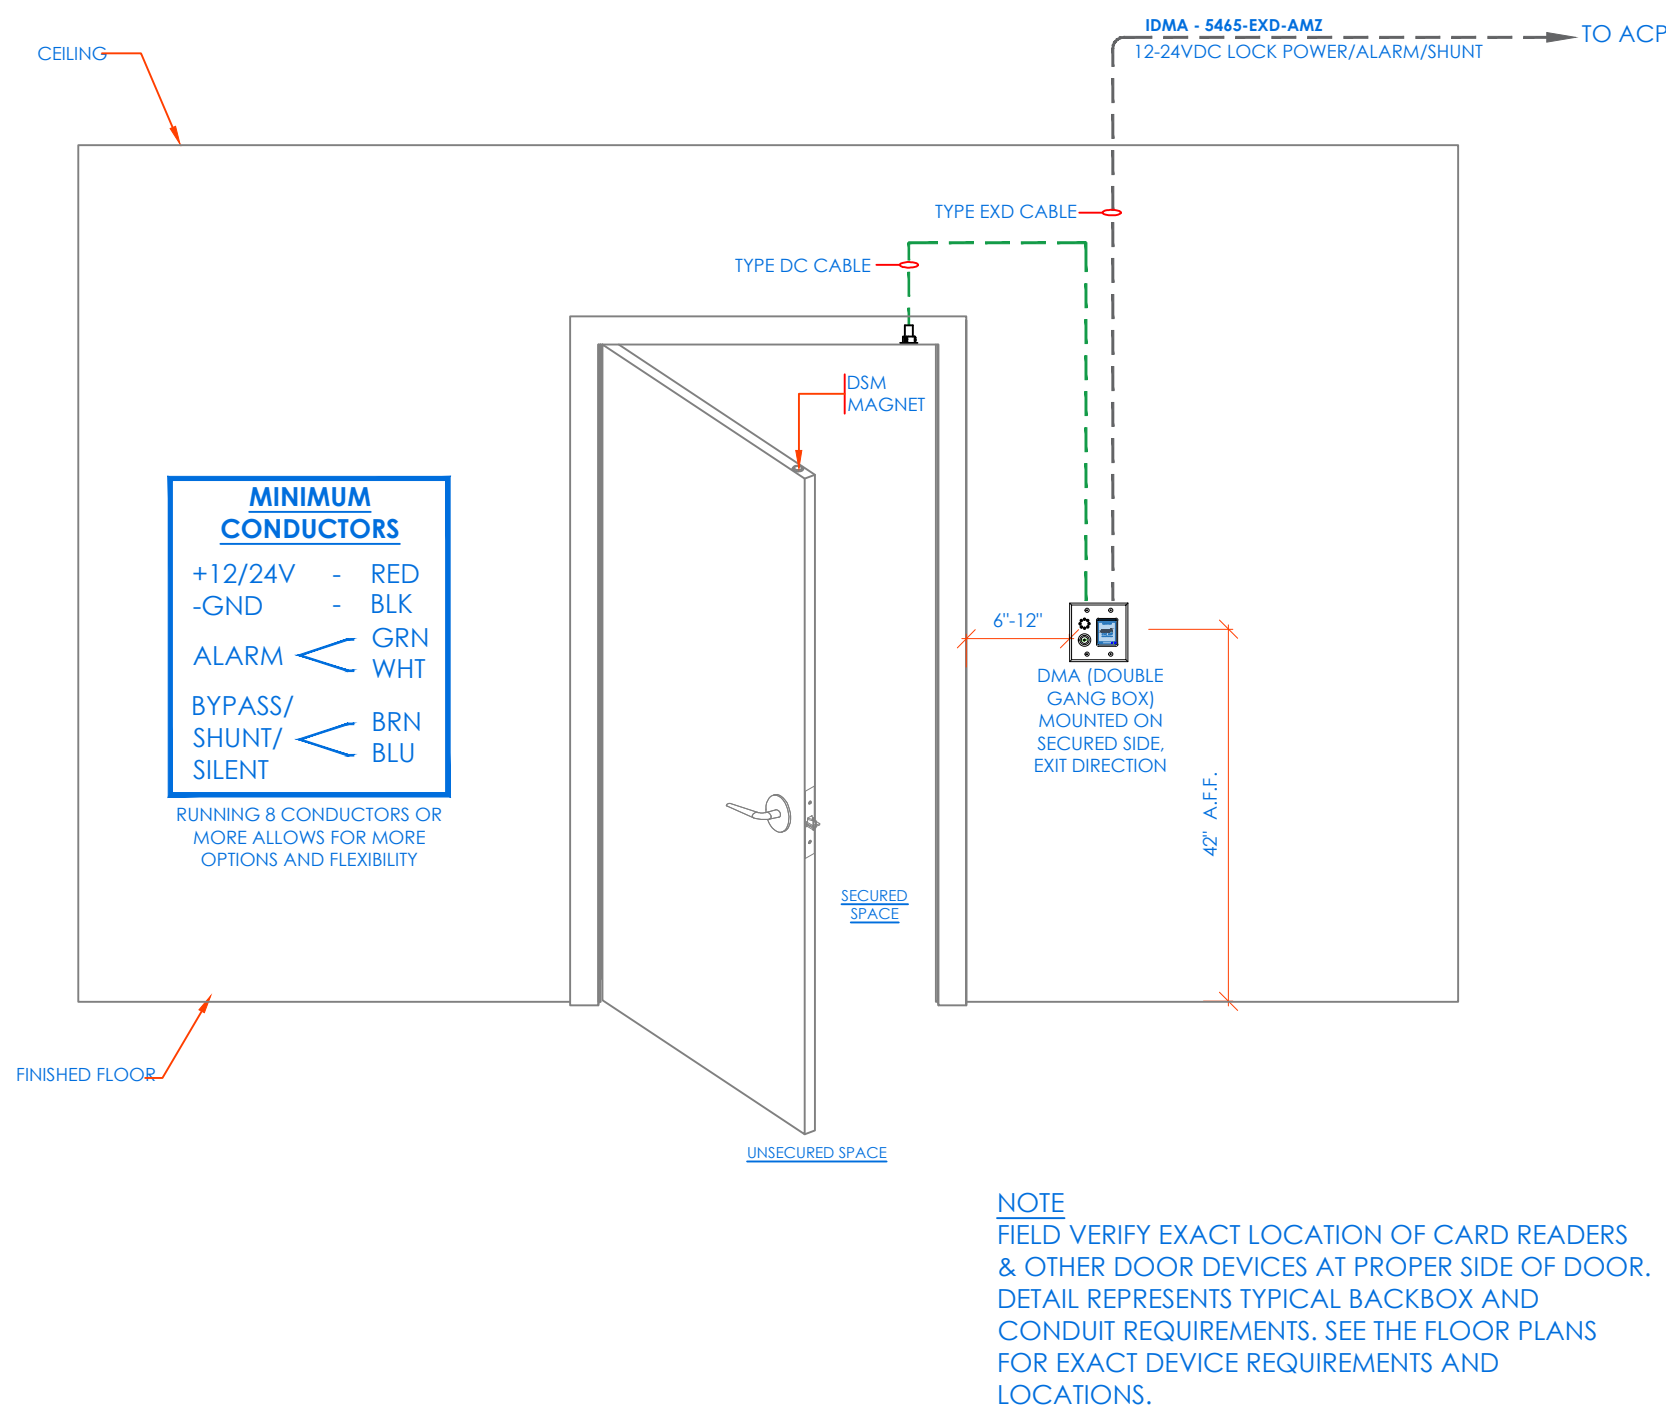 IDMA - 5465-EXD-AMZ
TO ACP
12-24VDC LOCK POWER/ALARM/SHUNT
CEILING
TYPE EXD CABLE
TYPE DC CABLE
DSM
MAGNET
MINIMUM
CONDUCTORS
+12/24V - RED
-GND - BLK
ALARM
GRN
WHT
BYPASS/
SHUNT/
SILENT
BRN
BLU
RUNNING 8 CONDUCTORS OR
MORE ALLOWS FOR MORE
OPTIONS AND FLEXIBILITY
6"-12"
DMA (DOUBLE
GANG BOX)
MOUNTED ON
SECURED SIDE,
EXIT DIRECTION
42" A.F.F.
SECURED
SPACE
FINISHED FLOOR
UNSECURED SPACE
NOTE
FIELD VERIFY EXACT LOCATION OF CARD READERS
& OTHER DOOR DEVICES AT PROPER SIDE OF DOOR.
DETAIL REPRESENTS TYPICAL BACKBOX AND
CONDUIT REQUIREMENTS. SEE THE FLOOR PLANS
FOR EXACT DEVICE REQUIREMENTS AND
LOCATIONS.